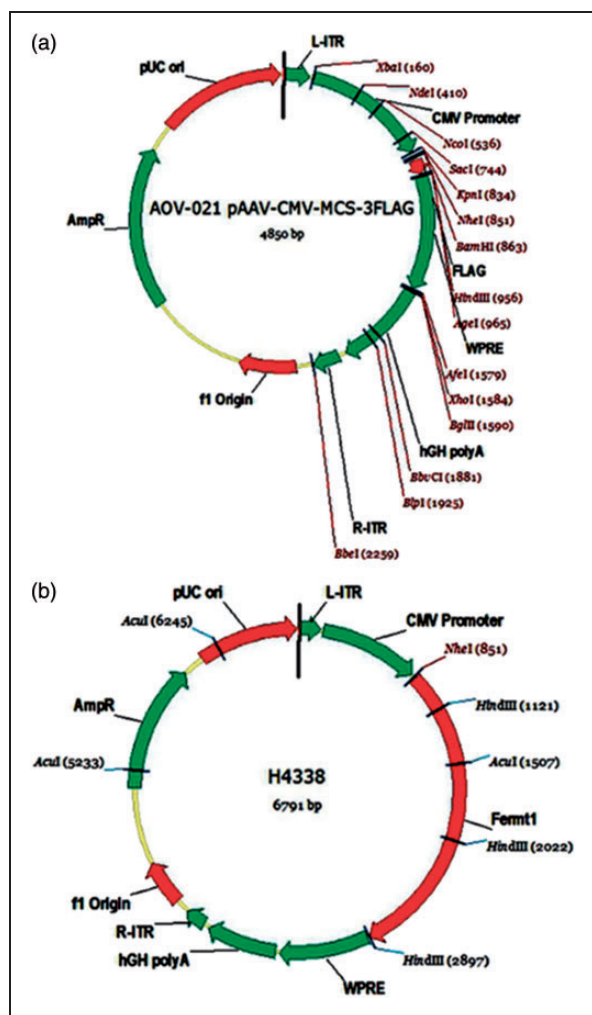 (a)
L-ITR
pUC ori
XbaI (160)
NdeI (410)
CMV Promoter
NcoI (536)
SacI (744)
KpnI (834)
NheI (851)
BamHI (863)
FLAG
HindIII (956)
AgeI (965)
WPRE
AfeI (1579)
XhoI (1584)
BglII (1590)
hGH polyA
BbvCI (1881)
BlpI (1925)
R-ITR
BbeI (2259)
f1 Origin
AmpR
AOV-021 pAAV-CMV-MCS-3FLAG
4850 bp
(b)
pUC ori
L-ITR
AcuI (6245)
CMV Promoter
NheI (851)
AmpR
HindIII (1121)
AcuI (5233)
AcuI (1507)
H4338
6791 bp
Fermt1
HindIII (2022)
f1 Origin
R-ITR
hGH polyA
HindIII (2897)
WPRE